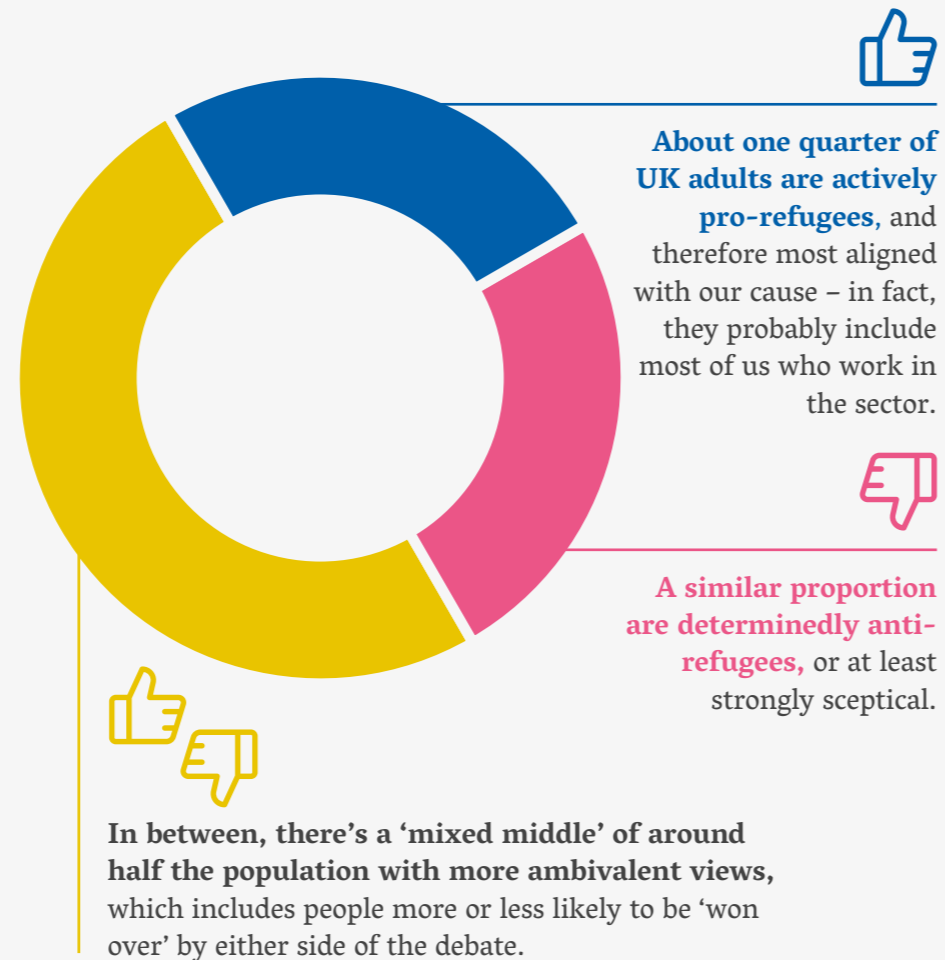 About one quarter of
UK adults are actively
pro-refugees, and
therefore most aligned
with our cause – in fact,
they probably include
most of us who work in
the sector.
A similar proportion
are determinedly anti-
refugees, or at least
strongly sceptical.
In between, there’s a ‘mixed middle’ of around
half the population with more ambivalent views,
which includes people more or less likely to be ‘won
over’ by either side of the debate.